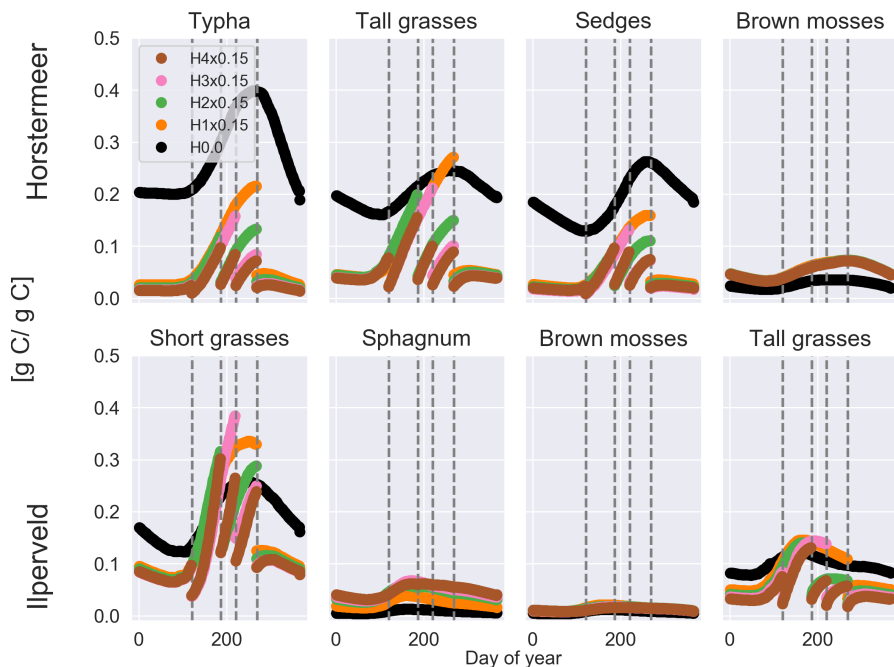 Typha
Tall grasses
Sedges
Brown mosses
Horstermeer
0.5
0.4
0.3
0.2
0.1
0.0
H4x0.15
H3x0.15
H2x0.15
H1x0.15
H0.0
[g C/ g C]
Short grasses
Sphagnum
Brown mosses
Tall grasses
Ilperveld
0.5
0.4
0.3
0.2
0.1
0.0
0
200
0
200
0
200
0
200
Day of year